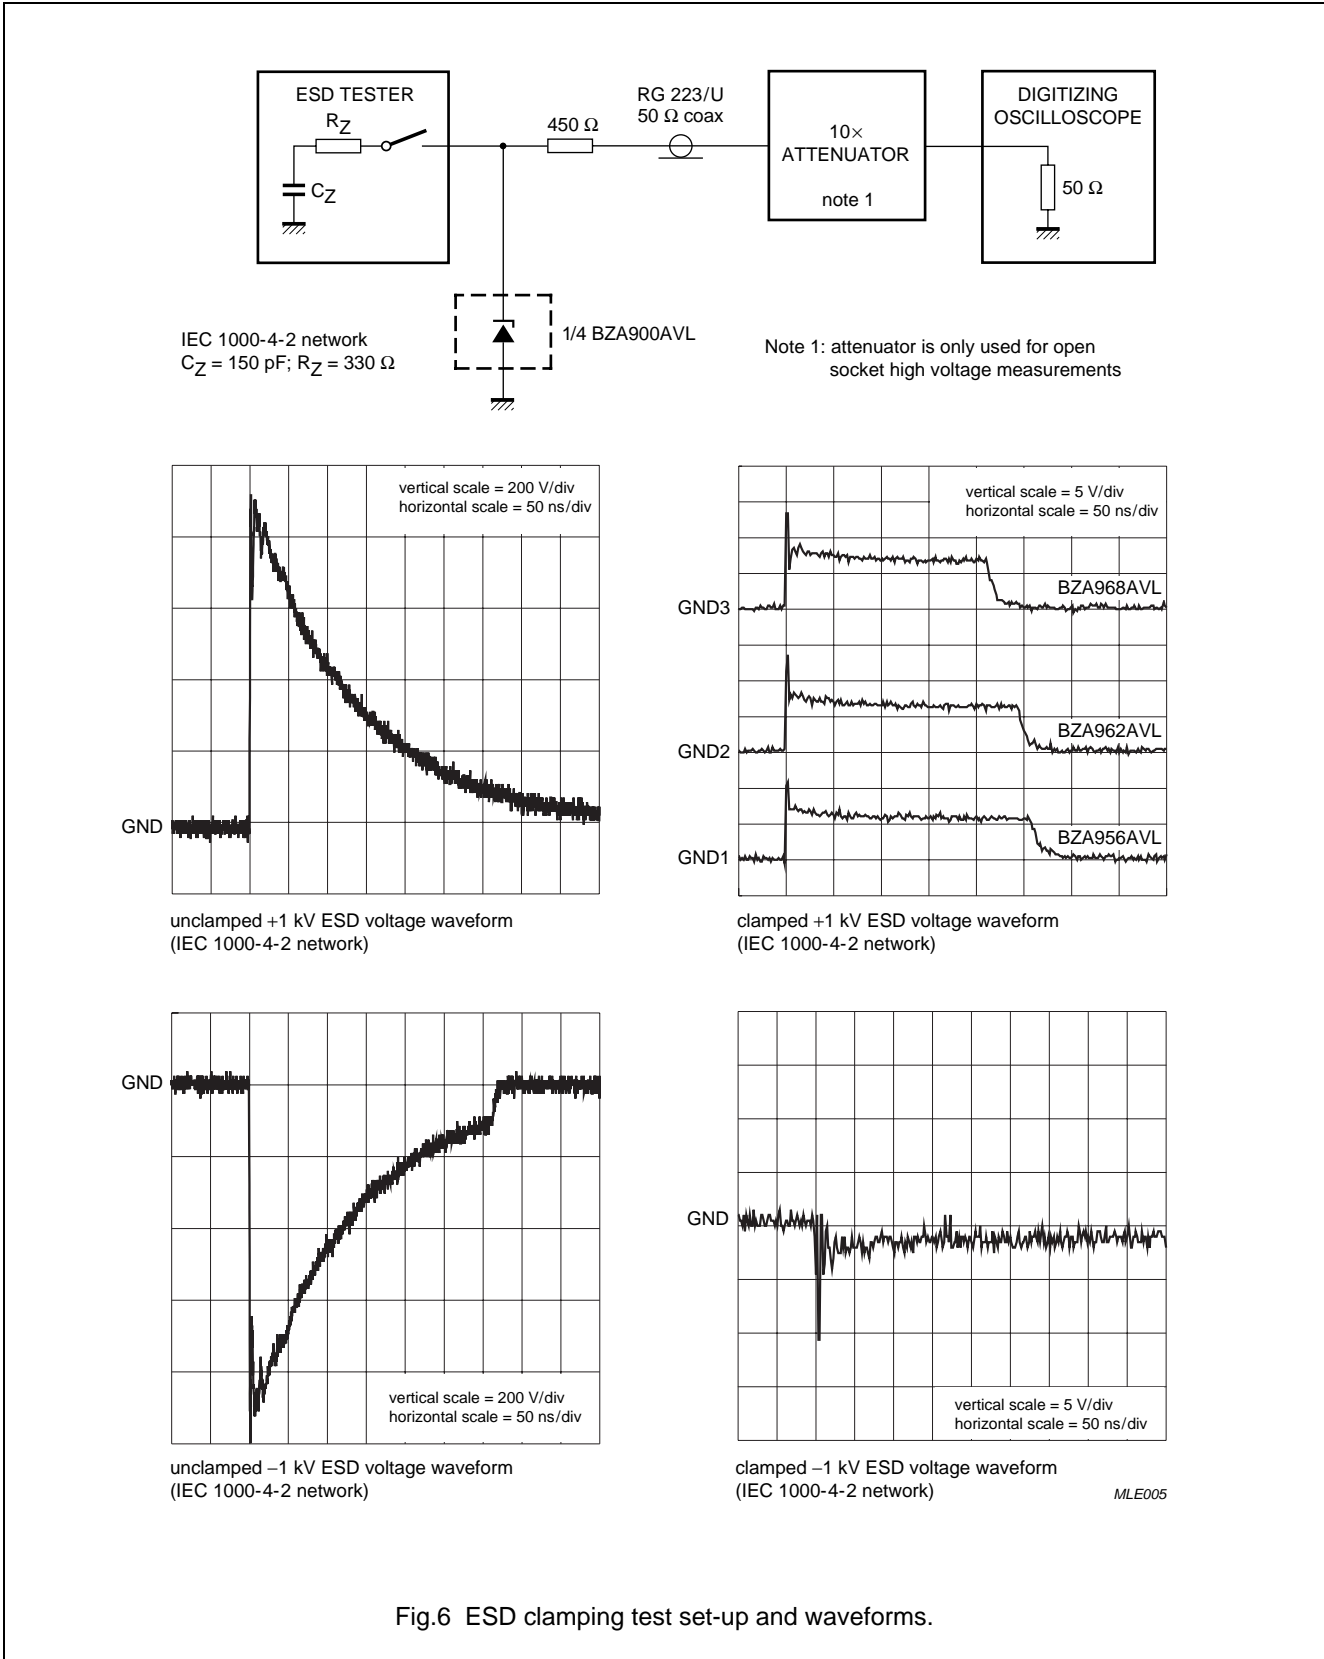 ESD TESTER
RZ
CZ
450 Ω
RG 223/U
50 Ω coax
10×
ATTENUATOR
note 1
DIGITIZING
OSCILLOSCOPE
50 Ω
1/4 BZA900AVL
IEC 1000-4-2 network
CZ = 150 pF; RZ = 330 Ω
Note 1: attenuator is only used for open
socket high voltage measurements
vertical scale = 200 V/div
horizontal scale = 50 ns/div
GND
unclamped +1 kV ESD voltage waveform
(IEC 1000-4-2 network)
vertical scale = 5 V/div
horizontal scale = 50 ns/div
GND3
BZA968AVL
GND2
BZA962AVL
GND1
BZA956AVL
clamped +1 kV ESD voltage waveform
(IEC 1000-4-2 network)
GND
vertical scale = 200 V/div
horizontal scale = 50 ns/div
unclamped −1 kV ESD voltage waveform
(IEC 1000-4-2 network)
GND
vertical scale = 5 V/div
horizontal scale = 50 ns/div
clamped −1 kV ESD voltage waveform
(IEC 1000-4-2 network)
MLE005
Fig.6 ESD clamping test set-up and waveforms.